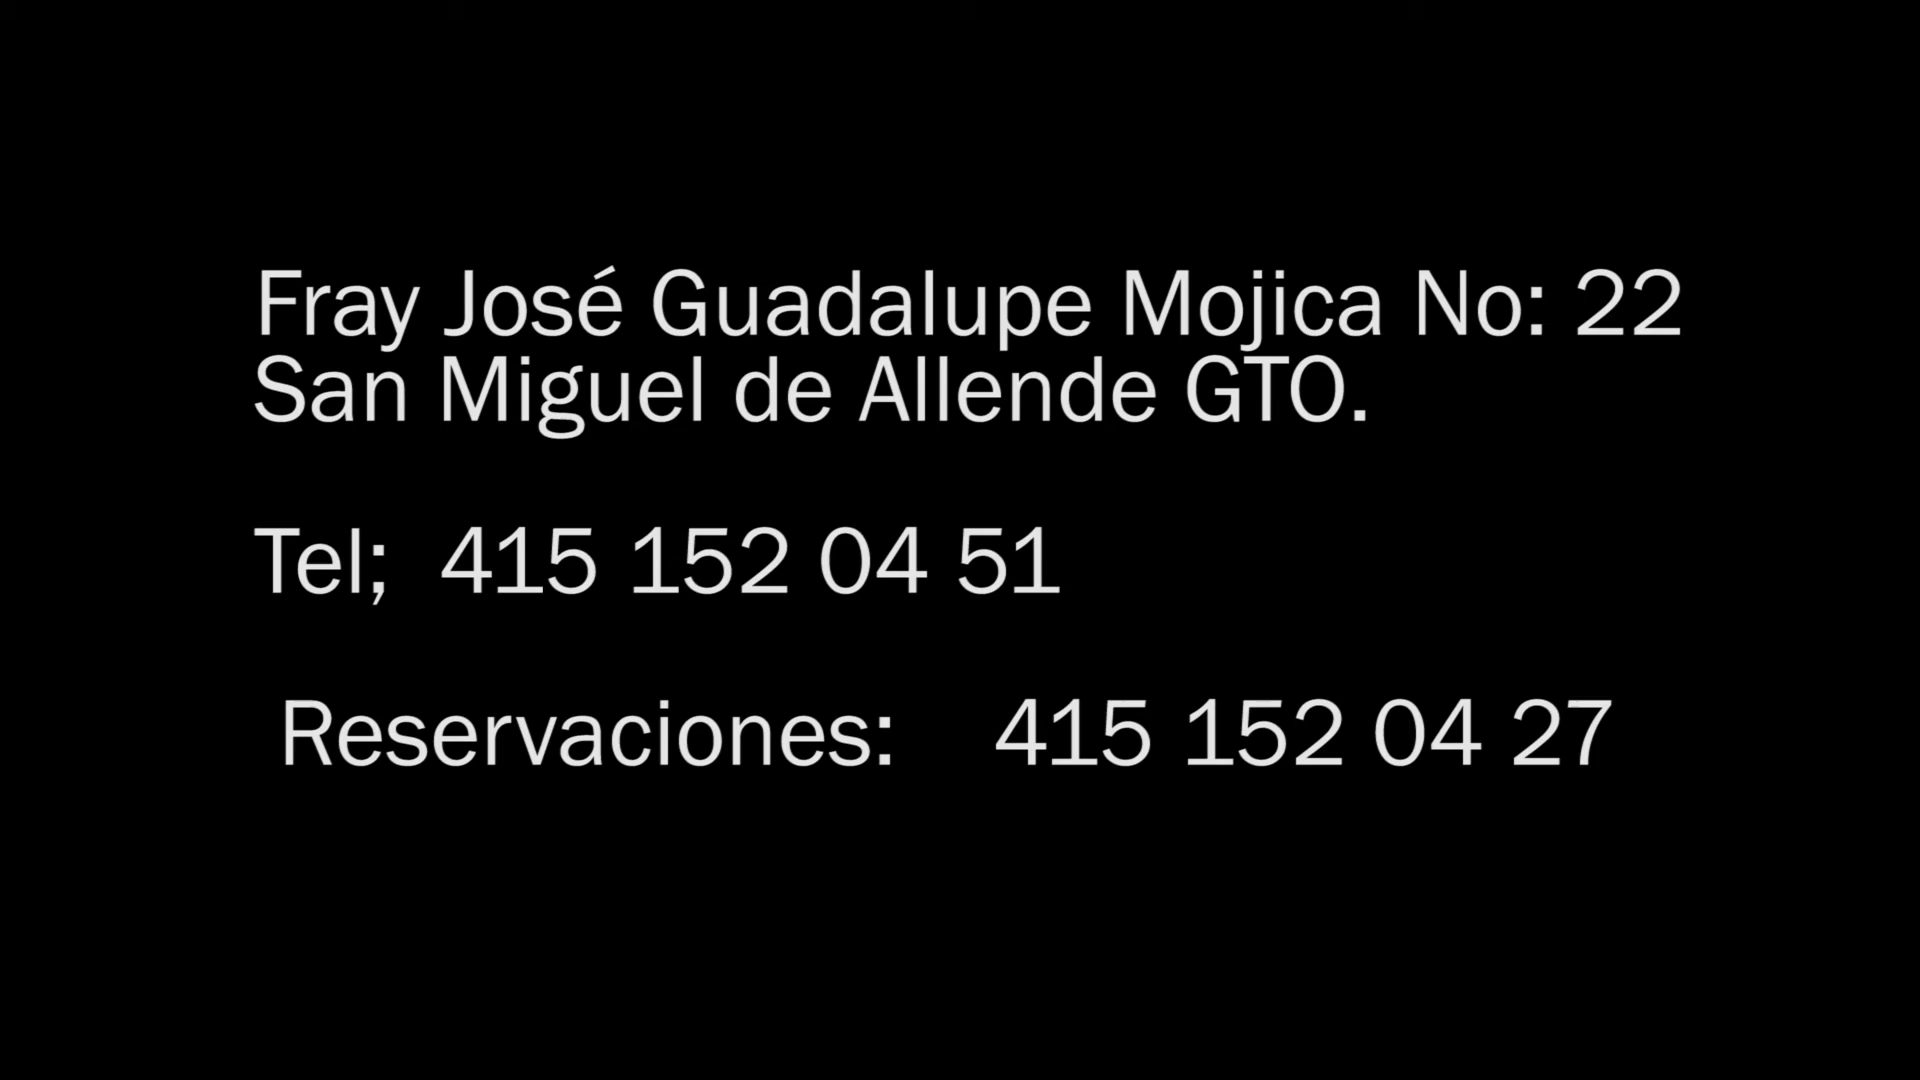 Fray José Guadalupe Mojica No: 22
San Miguel de Allende GTO.
Tel;  415 152 04 51
Reservaciones:    415 152 04 27